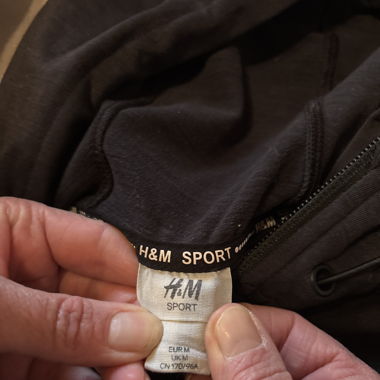 H&M SPORT
H&M
SPORT
EUR M
UK M
CN 170/96A